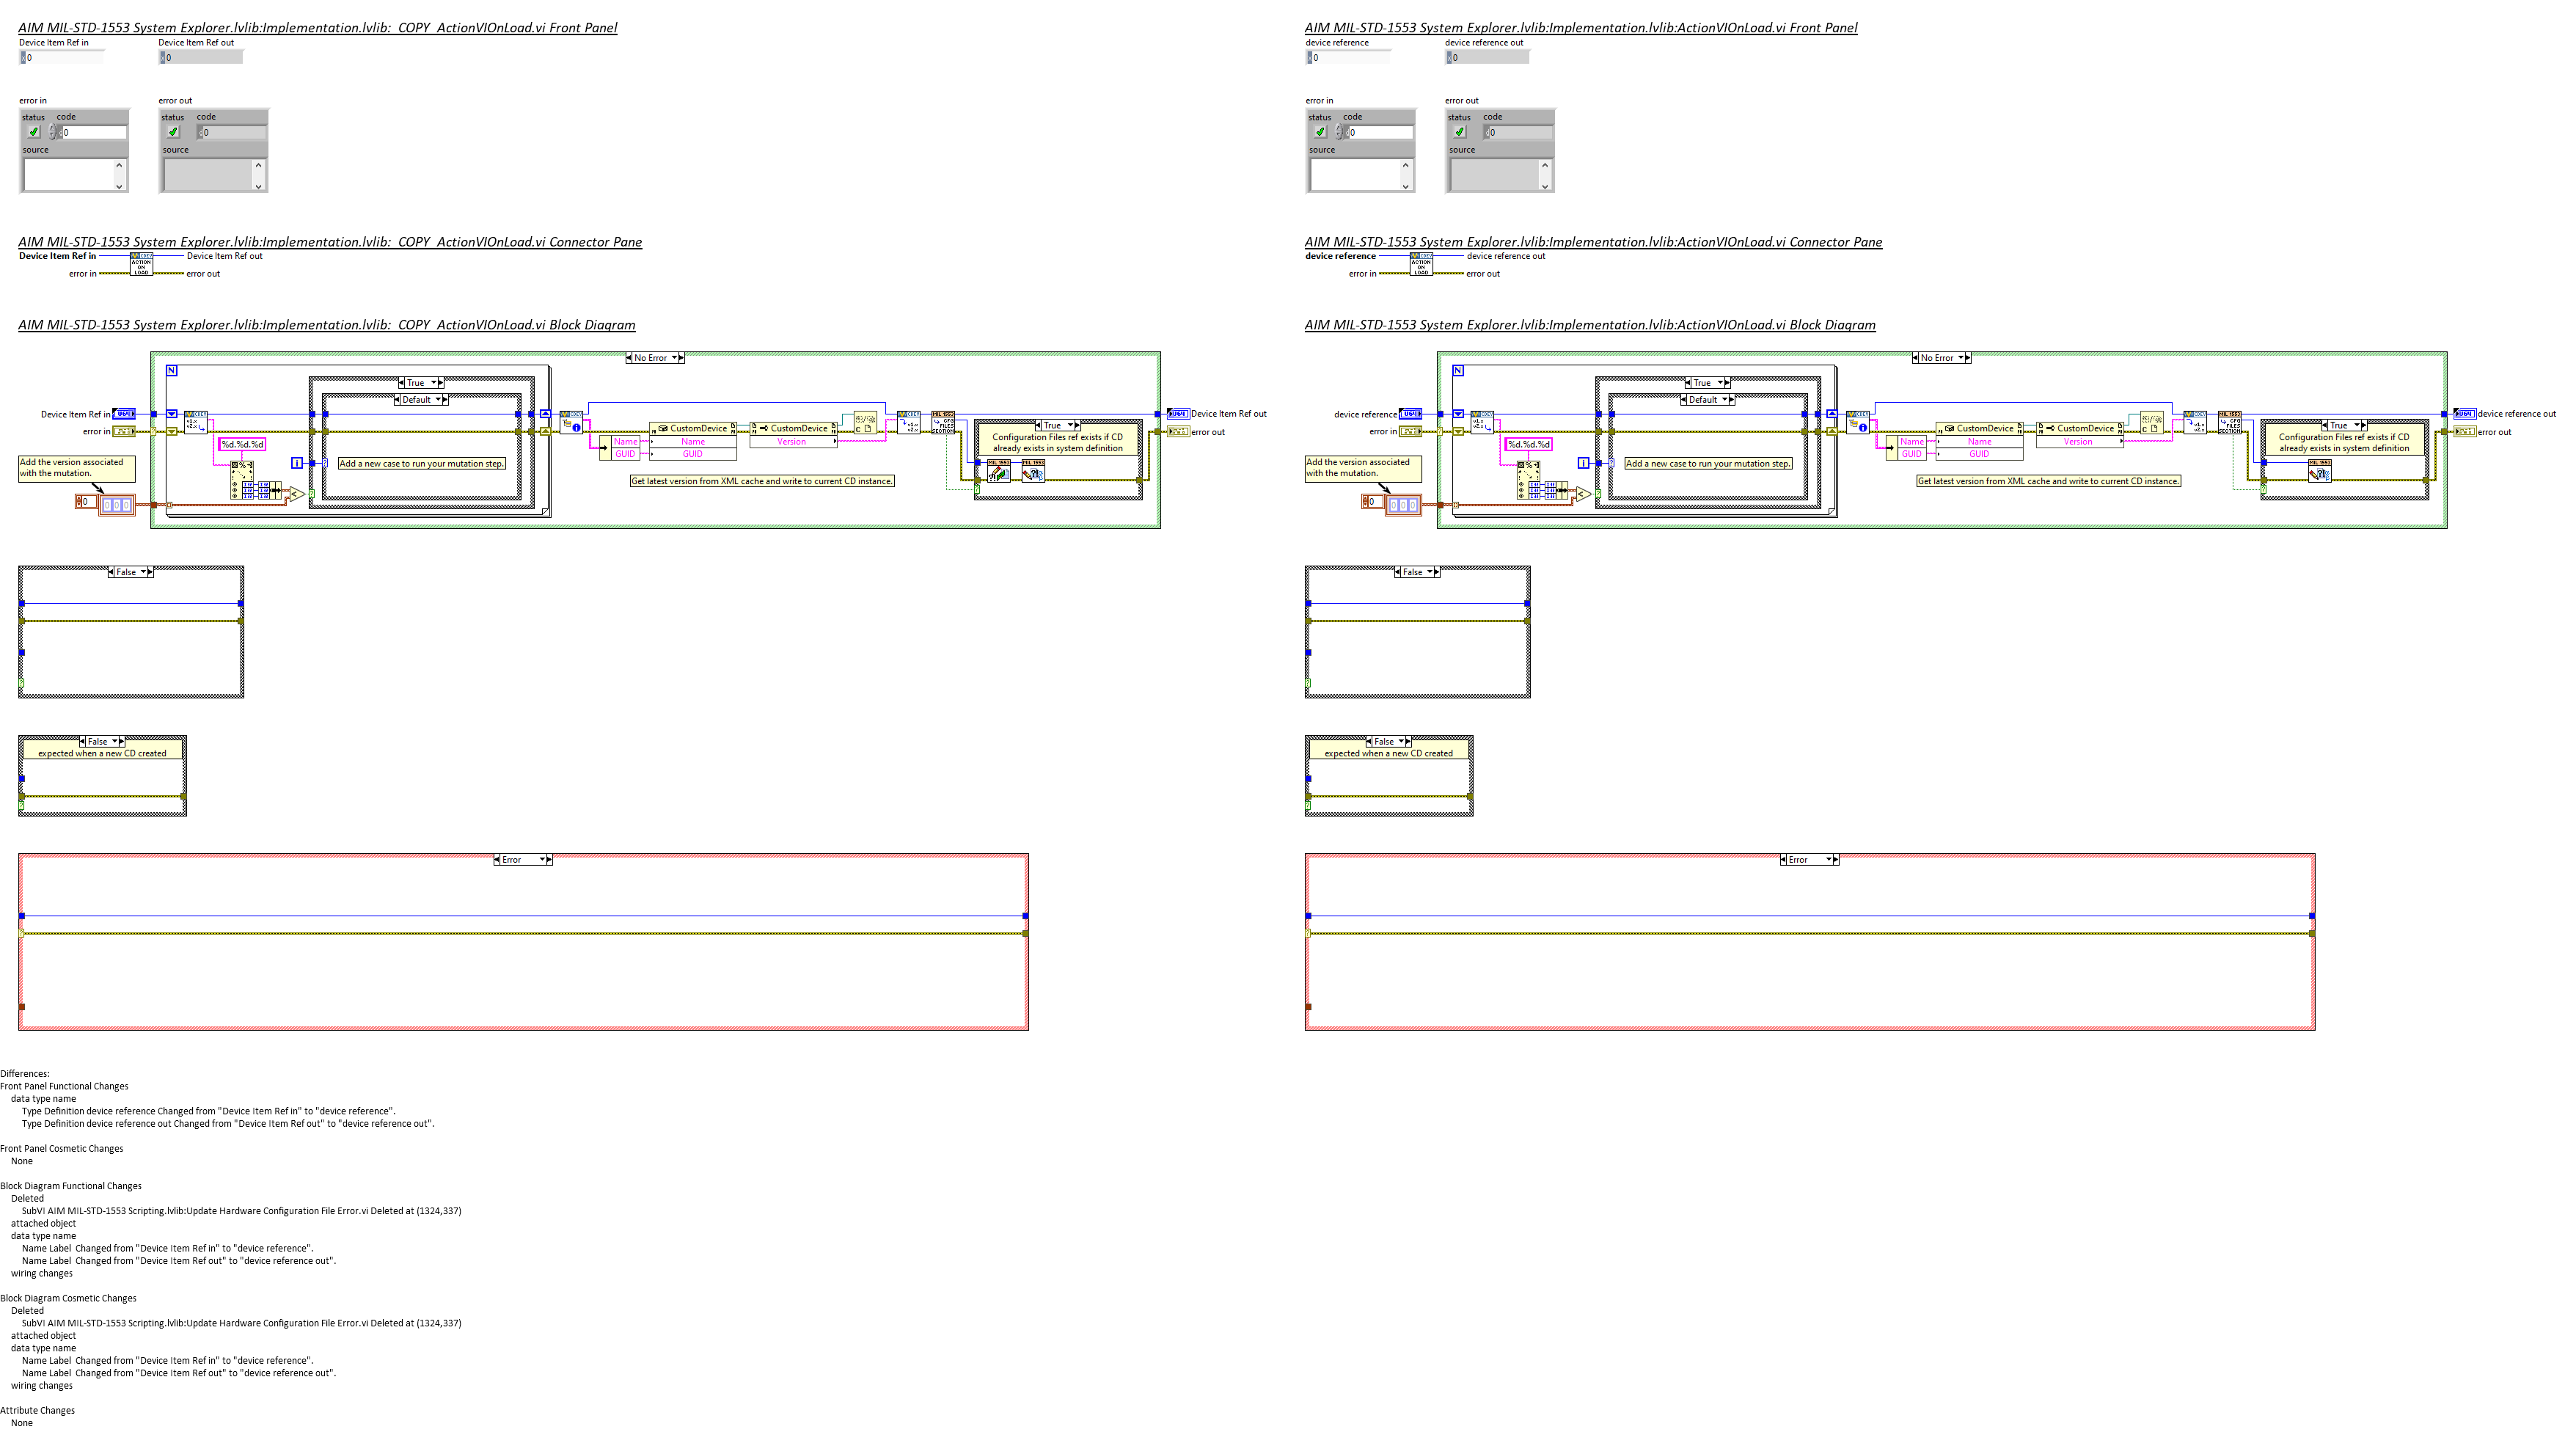 AIM MIL-STD-1553 System Explorer.lvlib:Implementation.lvlib:_COPY_ActionVIOnLoad.vi Front Panel
Device Item Ref in
Device Item Ref out
0
0
error in
error out
status code
status code
0
0
source
source
AIM MIL-STD-1553 System Explorer.lvlib:Implementation.lvlib:_COPY_ActionVIOnLoad.vi Connector Pane
Device Item Ref in
Device Item Ref out
ACTION
ON
LOAD
error in
error out
AIM MIL-STD-1553 System Explorer.lvlib:Implementation.lvlib:_COPY_ActionVIOnLoad.vi Block Diagram
No Error
N
True
Default
Device Item Ref in
U64
Device Item Ref out
error in
error out
%d.%d.%d
CustomDevice
CustomDevice
Name
Name
Version
GUID
GUID
True
Configuration Files ref exists if CD
already exists in system definition
Add the version associated
with the mutation.
i
Add a new case to run your mutation step.
Get latest version from XML cache and write to current CD instance.
0
False
False
expected when a new CD created
Error
AIM MIL-STD-1553 System Explorer.lvlib:Implementation.lvlib:ActionVIOnLoad.vi Front Panel
device reference
device reference out
0
0
error in
error out
status code
status code
0
0
source
source
AIM MIL-STD-1553 System Explorer.lvlib:Implementation.lvlib:ActionVIOnLoad.vi Connector Pane
device reference
device reference out
ACTION
ON
LOAD
error in
error out
AIM MIL-STD-1553 System Explorer.lvlib:Implementation.lvlib:ActionVIOnLoad.vi Block Diagram
No Error
N
True
Default
device reference
U64
device reference out
error in
error out
%d.%d.%d
CustomDevice
CustomDevice
Name
Name
Version
GUID
GUID
True
Configuration Files ref exists if CD
already exists in system definition
Add the version associated
with the mutation.
i
Add a new case to run your mutation step.
Get latest version from XML cache and write to current CD instance.
0
False
False
expected when a new CD created
Error
Differences:
Front Panel Functional Changes
data type name
Type Definition device reference Changed from "Device Item Ref in" to "device reference".
Type Definition device reference out Changed from "Device Item Ref out" to "device reference out".
Front Panel Cosmetic Changes
None
Block Diagram Functional Changes
Deleted
SubVI AIM MIL-STD-1553 Scripting.lvlib:Update Hardware Configuration File Error.vi Deleted at (1324,337)
attached object
data type name
Name Label  Changed from "Device Item Ref in" to "device reference".
Name Label  Changed from "Device Item Ref out" to "device reference out".
wiring changes
Block Diagram Cosmetic Changes
Deleted
SubVI AIM MIL-STD-1553 Scripting.lvlib:Update Hardware Configuration File Error.vi Deleted at (1324,337)
attached object
data type name
Name Label  Changed from "Device Item Ref in" to "device reference".
Name Label  Changed from "Device Item Ref out" to "device reference out".
wiring changes
Attribute Changes
None